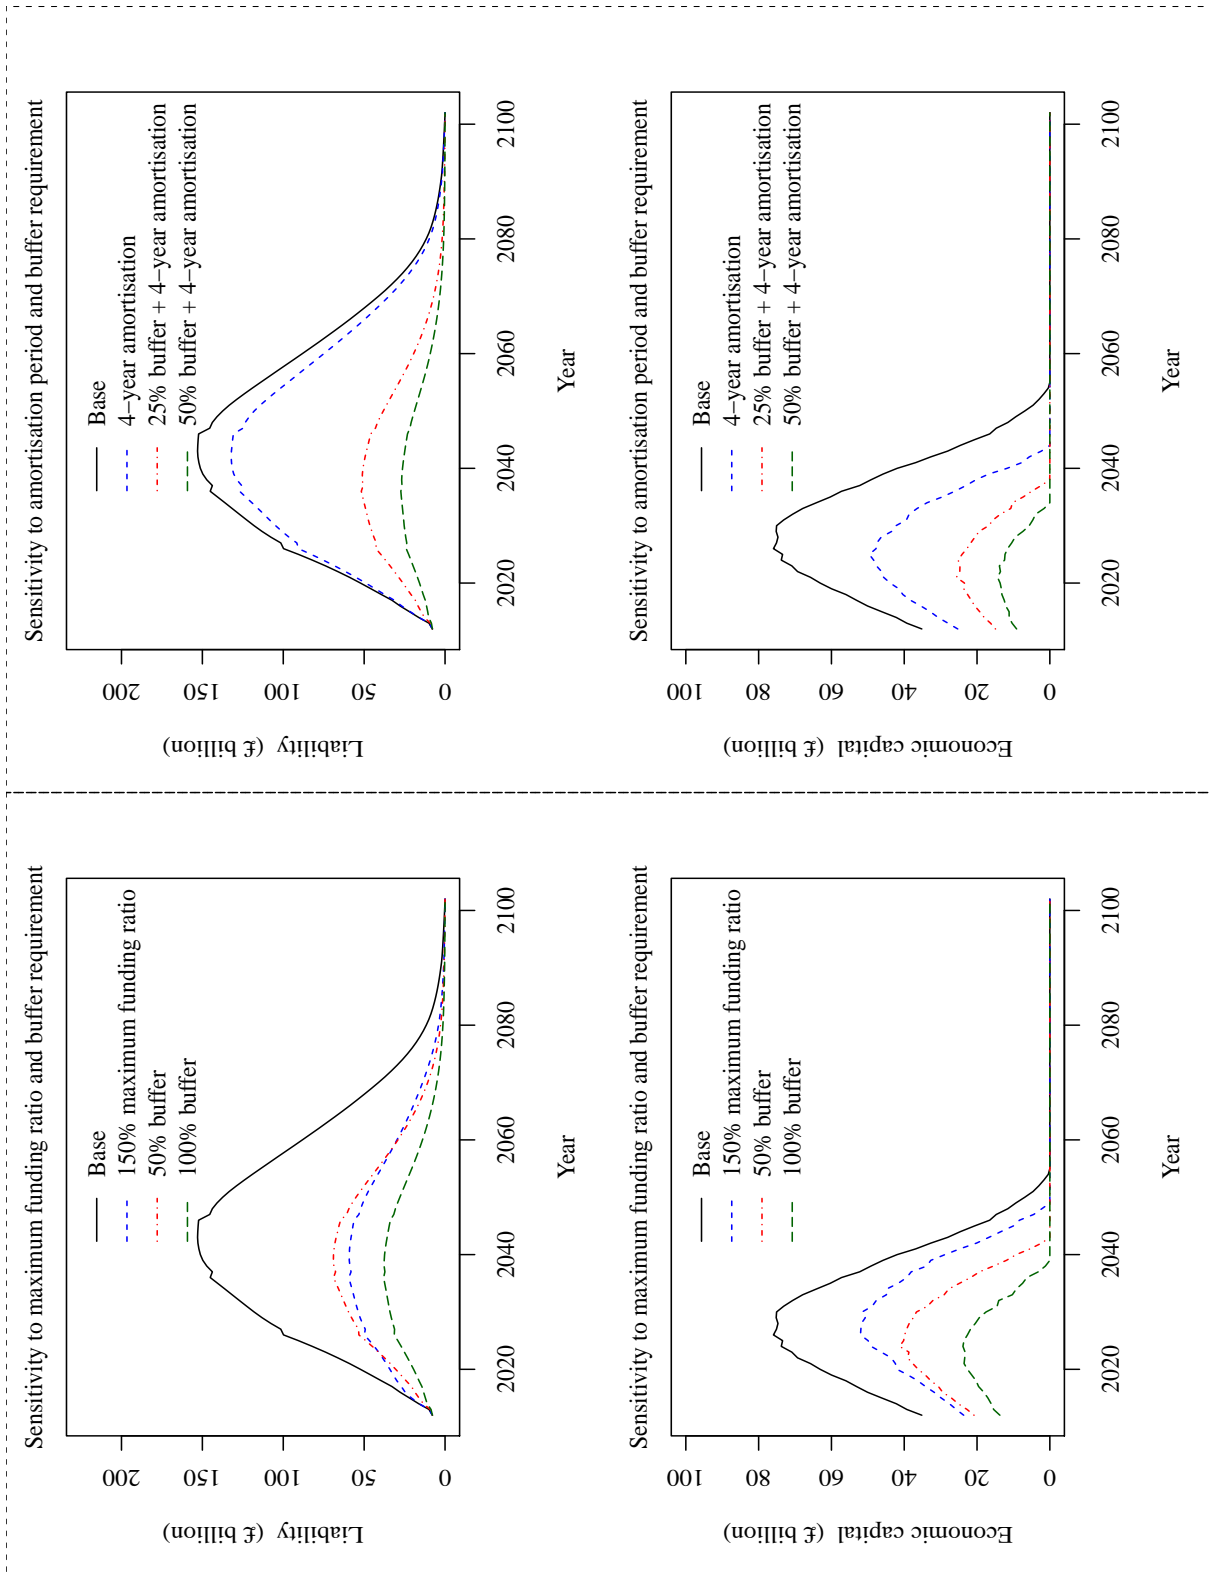 Sensitivity to maximum funding ratio and buffer requirement
Liability (£ billion)
200
150
100
50
0
Base
150% maximum funding ratio
50% buffer
100% buffer
2020 2040 2060 2080 2100
Year
Sensitivity to amortisation period and buffer requirement
Liability (£ billion)
200
150
100
50
0
Base
4−year amortisation
25% buffer + 4−year amortisation
50% buffer + 4−year amortisation
2020 2040 2060 2080 2100
Year
Sensitivity to maximum funding ratio and buffer requirement
Economic capital (£ billion)
100
80
60
40
20
0
Base
150% maximum funding ratio
50% buffer
100% buffer
2020 2040 2060 2080 2100
Year
Sensitivity to amortisation period and buffer requirement
Economic capital (£ billion)
100
80
60
40
20
0
Base
4−year amortisation
25% buffer + 4−year amortisation
50% buffer + 4−year amortisation
2020 2040 2060 2080 2100
Year